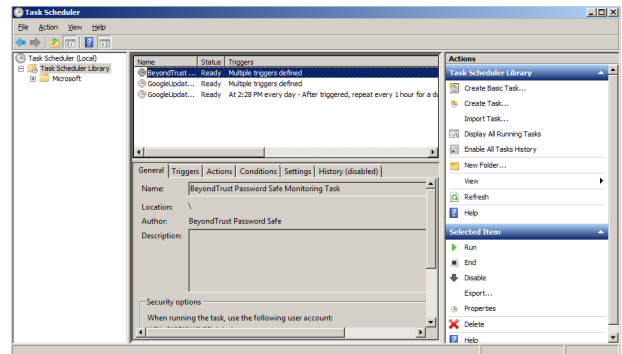 Task Scheduler
File Action View Help
Task Scheduler (Local)
Task Scheduler Library
Microsoft
Name Status Triggers
BeyondTrust ... Ready Multiple triggers defined
GoogleUpdat... Ready Multiple triggers defined
GoogleUpdat... Ready At 2:28 PM every day - After triggered, repeat every 1 hour for a d
General Triggers Actions Conditions Settings History (disabled)
Name: BeyondTrust Password Safe Monitoring Task
Location: \
Author: BeyondTrust Password Safe
Description:
Security options
When running the task, use the following user account:
Actions
Task Scheduler Library
Create Basic Task...
Create Task...
Import Task...
Display All Running Tasks
Enable All Tasks History
New Folder...
View
Refresh
Help
Selected Item
Run
End
Disable
Export...
Properties
Delete
Help